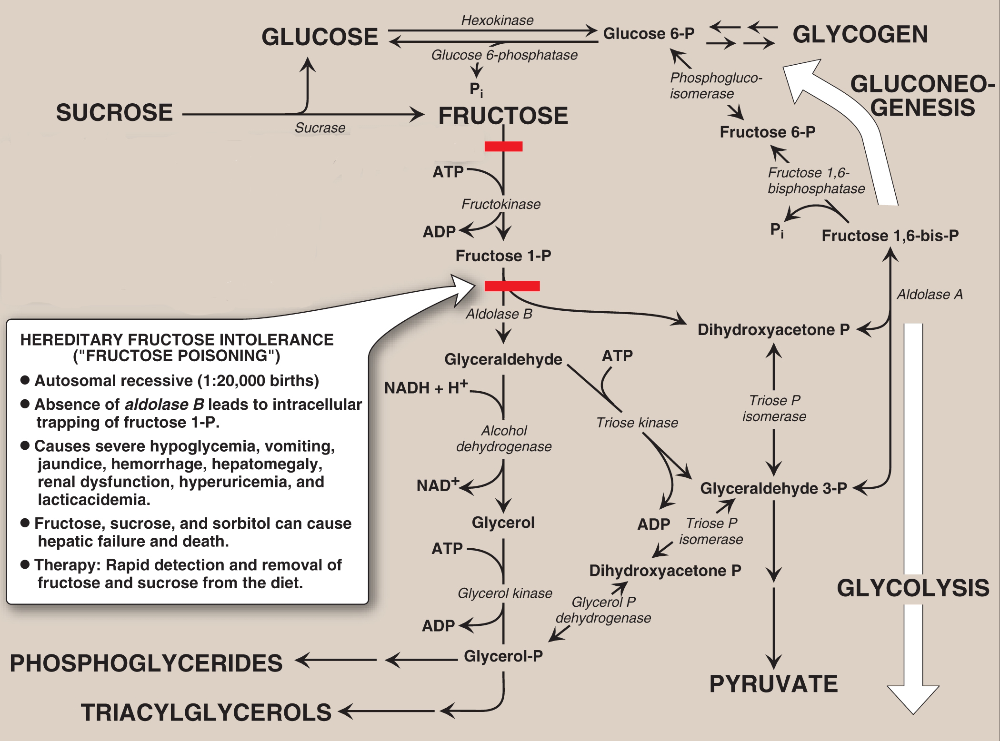 Hexokinase
GLUCOSE
Glucose 6-P
GLYCOGEN
Glucose 6-phosphatase
Pi
Phosphogluco-
isomerase
GLUCONEO-
GENESIS
SUCROSE
Sucrase
FRUCTOSE
Fructose 6-P
ATP
Fructokinase
ADP
Fructose 1,6-
bisphosphatase
Pi
Fructose 1,6-bis-P
Fructose 1-P
Aldolase A
Aldolase B
Dihydroxyacetone P
HEREDITARY FRUCTOSE INTOLERANCE
("FRUCTOSE POISONING")
● Autosomal recessive (1:20,000 births)
● Absence of aldolase B leads to intracellular
trapping of fructose 1-P.
● Causes severe hypoglycemia, vomiting,
jaundice, hemorrhage, hepatomegaly,
renal dysfunction, hyperuricemia, and
lacticacidemia.
● Fructose, sucrose, and sorbitol can cause
hepatic failure and death.
● Therapy: Rapid detection and removal of
fructose and sucrose from the diet.
Glyceraldehyde
ATP
NADH + H+
Triose kinase
Triose P
isomerase
Alcohol
dehydrogenase
NAD+
Glyceraldehyde 3-P
Glycerol
ADP
Triose P
isomerase
ATP
Dihydroxyacetone P
GLYCOLYSIS
Glycerol kinase
Glycerol P
dehydrogenase
ADP
Glycerol-P
PHOSPHOGLYCERIDES
PYRUVATE
TRIACYLGLYCEROLS